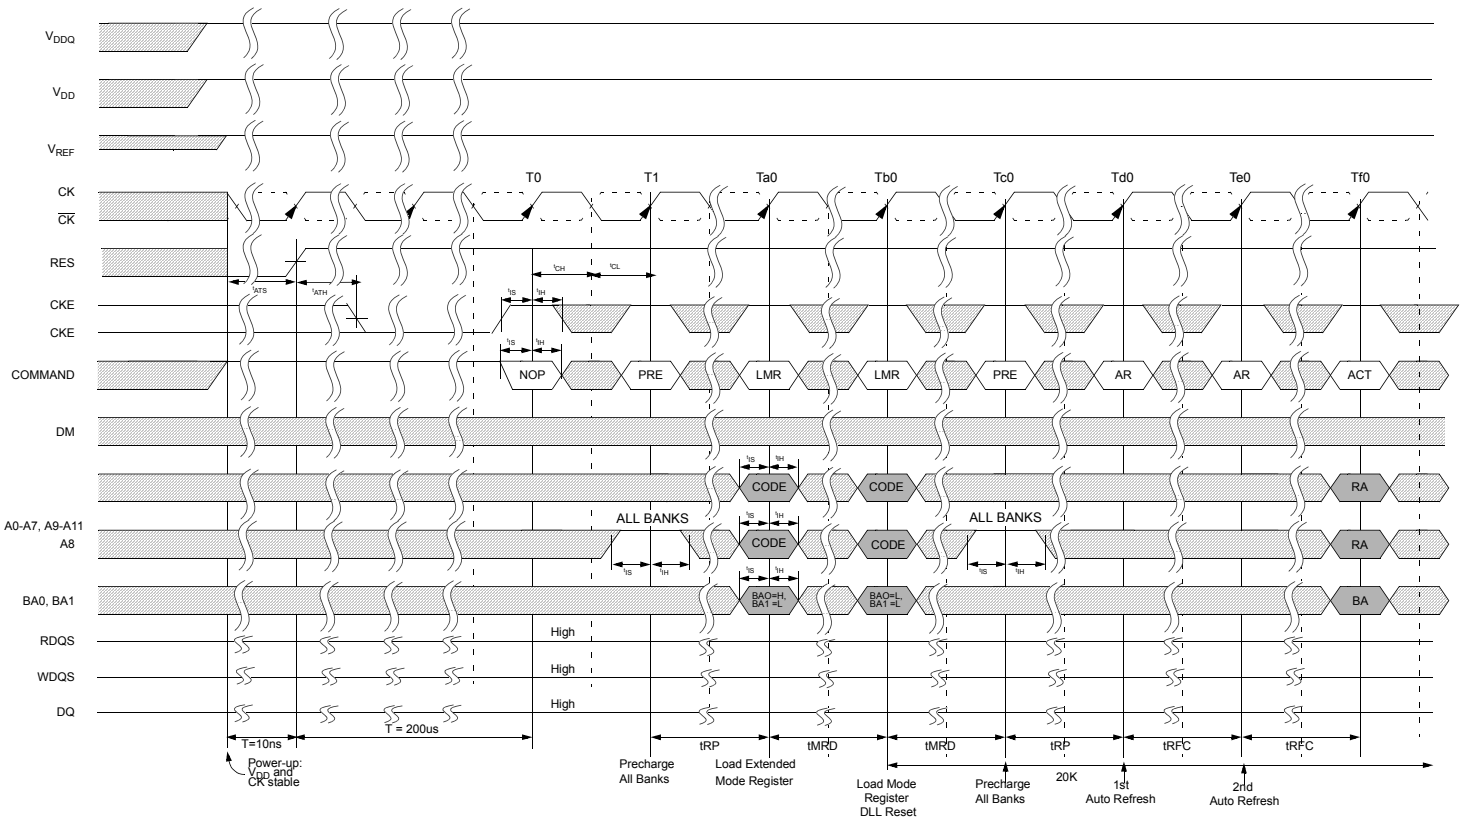 VDDQ
VDD
VREF
T0 T1 Ta0 Tb0 Tc0 Td0 Te0 Tf0
CK
CK
RES
tCH tCL
tATS tATH
tIS tIH
CKE
CKE
tIS tIH
COMMAND NOP PRE LMR LMR PRE AR AR ACT
DM
tIS tIH
CODE CODE RA
A0-A7, A9-A11
ALL BANKS tIS tIH ALL BANKS
A8 CODE CODE RA
tIS tIH tIS tIH tIS tIH
BA0, BA1 BAO=H, BA1 =L BAO=L, BA1 =L BA
RDQS High
WDQS High
DQ High
T=10ns T = 200us tRP tMRD tMRD tRP tRFC tRFC
Power-up:
VDD and
CK stable
Precharge
All Banks
Load Extended
Mode Register
20K
Load Mode
Register
DLL Reset
Precharge
All Banks
1st
Auto Refresh
2nd
Auto Refresh